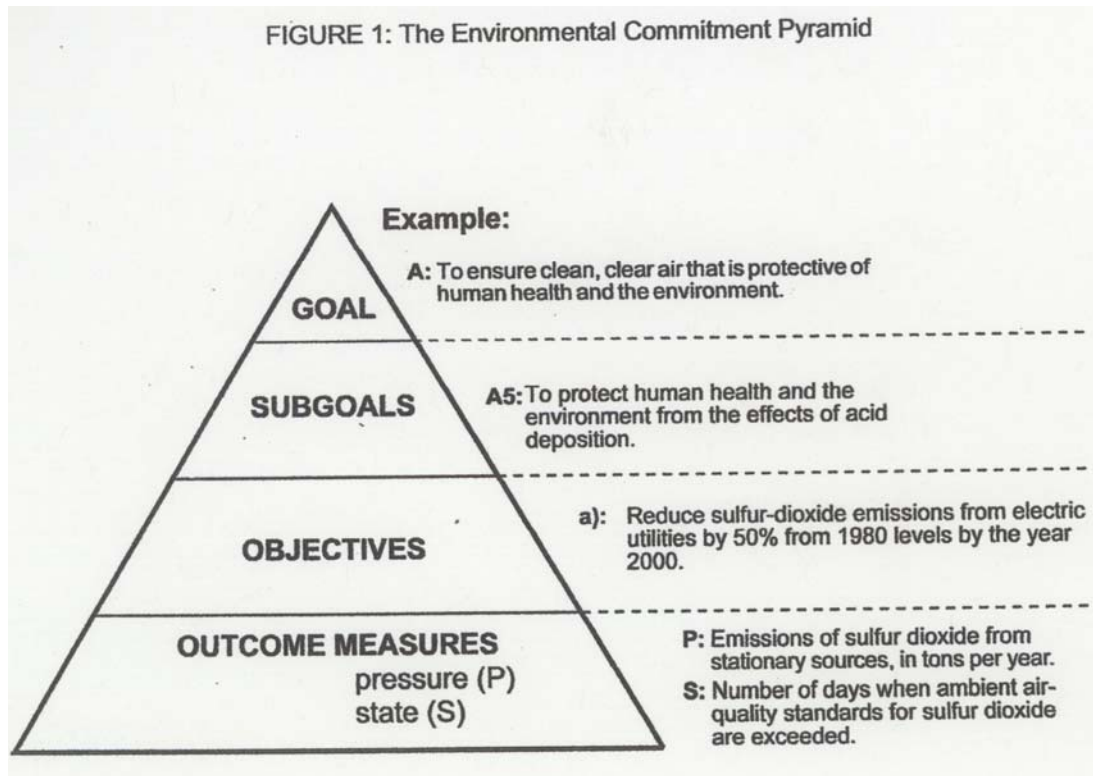 FIGURE 1: The Environmental Commitment Pyramid
Example:
A: To ensure clean, clear air that is protective of
human health and the environment.
GOAL
SUBGOALS
A5: To protect human health and the
environment from the effects of acid
deposition.
OBJECTIVES
a): Reduce sulfur-dioxide emissions from electric
utilities by 50% from 1980 levels by the year
2000.
OUTCOME MEASURES
pressure (P)
state (S)
P: Emissions of sulfur dioxide from
stationary sources, in tons per year.
S: Number of days when ambient air-
quality standards for sulfur dioxide
are exceeded.